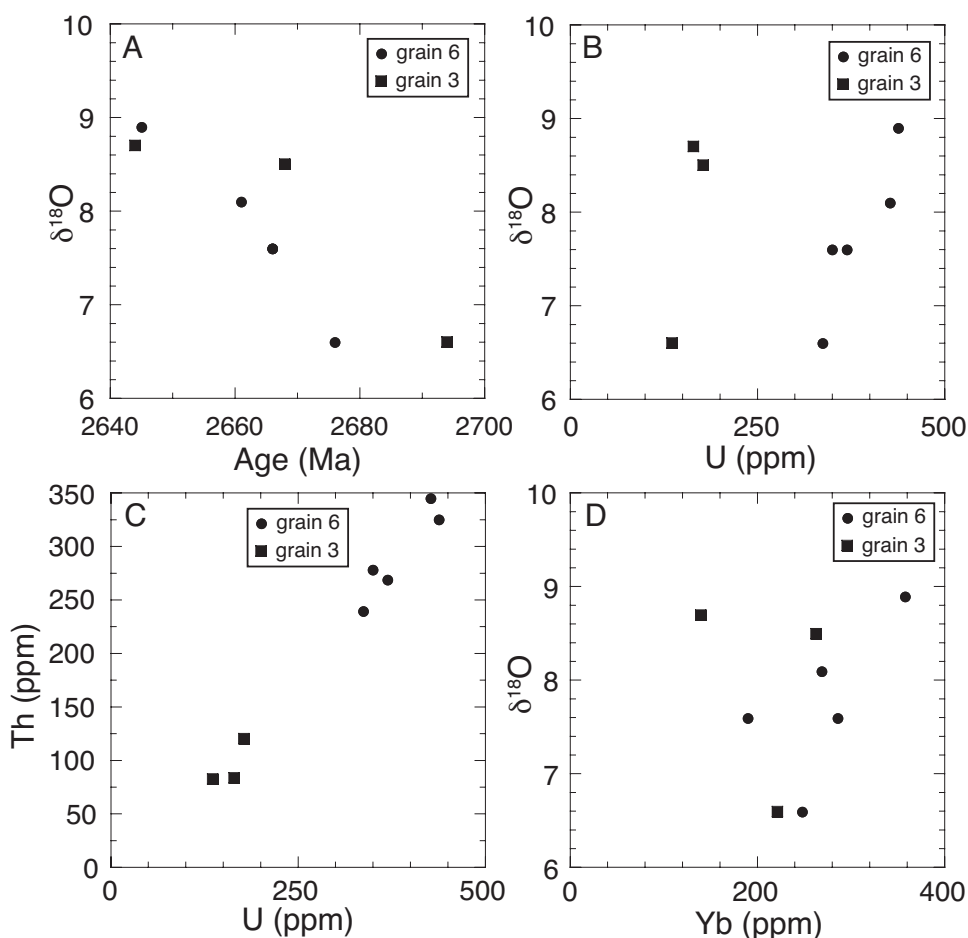 A
grain 6
grain 3
10
9
8
7
6
δ18O
2640
2660
2680
2700
Age (Ma)
B
grain 6
grain 3
10
9
8
7
6
δ18O
0
250
500
U (ppm)
C
grain 6
grain 3
350
300
250
200
150
100
50
0
Th (ppm)
0
250
500
U (ppm)
D
grain 6
grain 3
10
9
8
7
6
δ18O
0
200
400
Yb (ppm)